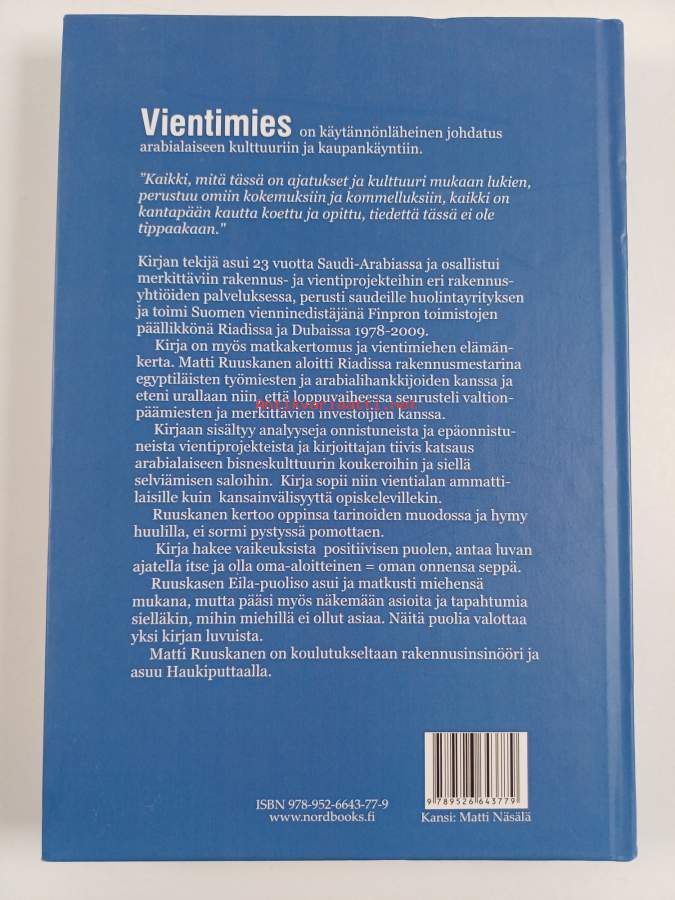 Vientimies on käytännönläheinen johdatus
arabialaiseen kulttuuriin ja kaupankäyntiin.
"Kaikki, mitä tässä on ajatukset ja kulttuuri mukaan lukien,
perustuu omiin kokemuksiin ja kommelluksiin, kaikki on
kantapään kautta koettu ja opittu, tiedettä tässä ei ole
tippaakaan."
Kirjan tekijä asui 23 vuotta Saudi-Arabiassa ja osallistui
merkittäviin rakennus- ja vientiprojekteihin eri rakennus-
yhtiöiden palveluksessa, perusti saudeille huolintayrityksen
ja toimi Suomen vienninedistäjänä Finpron toimistojen
päällikkönä Riadissa ja Dubaissa 1978-2009.
Kirja on myös matkakertomus ja vientimiehen elämän-
kerta. Matti Ruuskanen aloitti Riadissa rakennusmestarina
egyptiläisten työmiesten ja arabialihankkijoiden kanssa ja
eteni urallaan niin, että loppuvaiheessa seurusteli valtion-
päämiesten ja merkittävien investoijien kanssa.
Antikvariaatti.net
Kirjaan sisältyy analyyseja onnistuneista ja epäonnistu-
neista vientiprojekteista ja kirjoittajan tiivis katsaus
arabialaiseen bisneskulttuurin koukeroihin ja siellä
selviämisen saloihin. Kirja sopii niin vientialan ammatti-
laisille kuin kansainvälisyyttä opiskelevillekin.
Ruuskanen kertoo oppinsa tarinoiden muodossa ja hymy
huulilla, ei sormi pystyssä pomottaen.
Kirja hakee vaikeuksista positiivisen puolen, antaa luvan
ajatella itse ja olla oma-aloitteinen = oman onnensa seppä.
Ruuskasen Eila-puoliso asui ja matkusti miehensä
mukana, mutta pääsi myös näkemään asioita ja tapahtumia
sielläkin, mihin miehillä ei ollut asiaa. Näitä puolia valottaa
yksi kirjan luvuista.
Matti Ruuskanen on koulutukseltaan rakennusinsinööri ja
asuu Haukiputtaalla.
ISBN 978-952-6643-77-9
www.nordbooks.fi
9 789526 643779
Kansi: Matti Näsälä